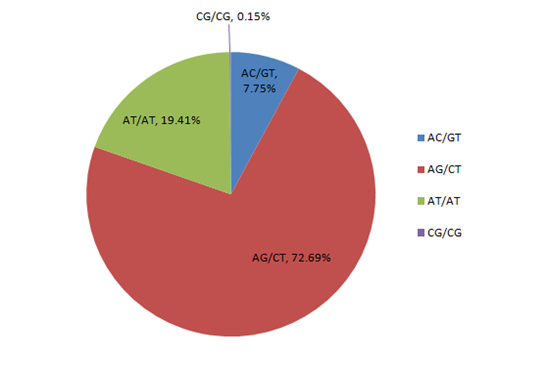 CG/CG, 0.15%
AC/GT,
7.75%
AT/AT, 19.41%
AG/CT, 72.69%
AC/GT
AG/CT
AT/AT
CG/CG